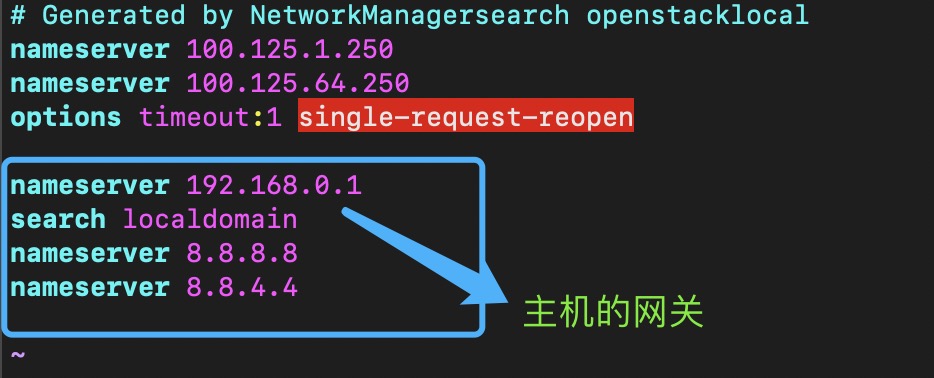 # Generated by NetworkManagersearch openstacklocal
nameserver 100.125.1.250
nameserver 100.125.64.250
options timeout:1 single-request-reopen
nameserver 192.168.0.1
search localdomain
nameserver 8.8.8.8
nameserver 8.8.4.4
主机的网关
~